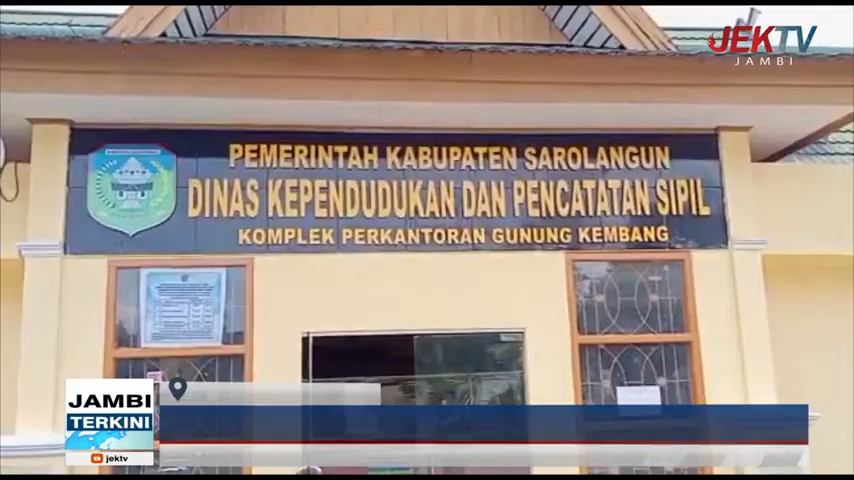 JEKTV
JAMBI
PEMERINTAH KABUPATEN SAROLANGUN
DINAS KEPENDUDUKAN DAN PENCATATAN SIPIL
KOMPLEK PERKANTORAN GUNUNG KEMBANG
JAMBI
TERKINI
jektv